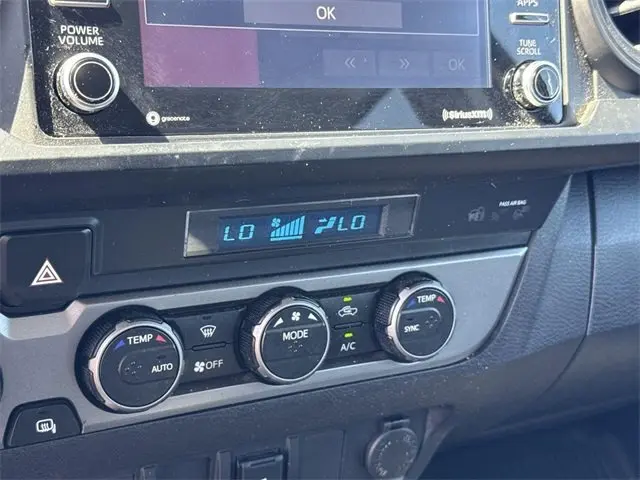 OK
APPS
POWER
VOLUME
TUNE
SCROLL
« » OK
gracenote
SiriusXM
PASS AIR BAG
LO LO
TEMP
AUTO
OFF
MODE
A/C
TEMP
SYNC